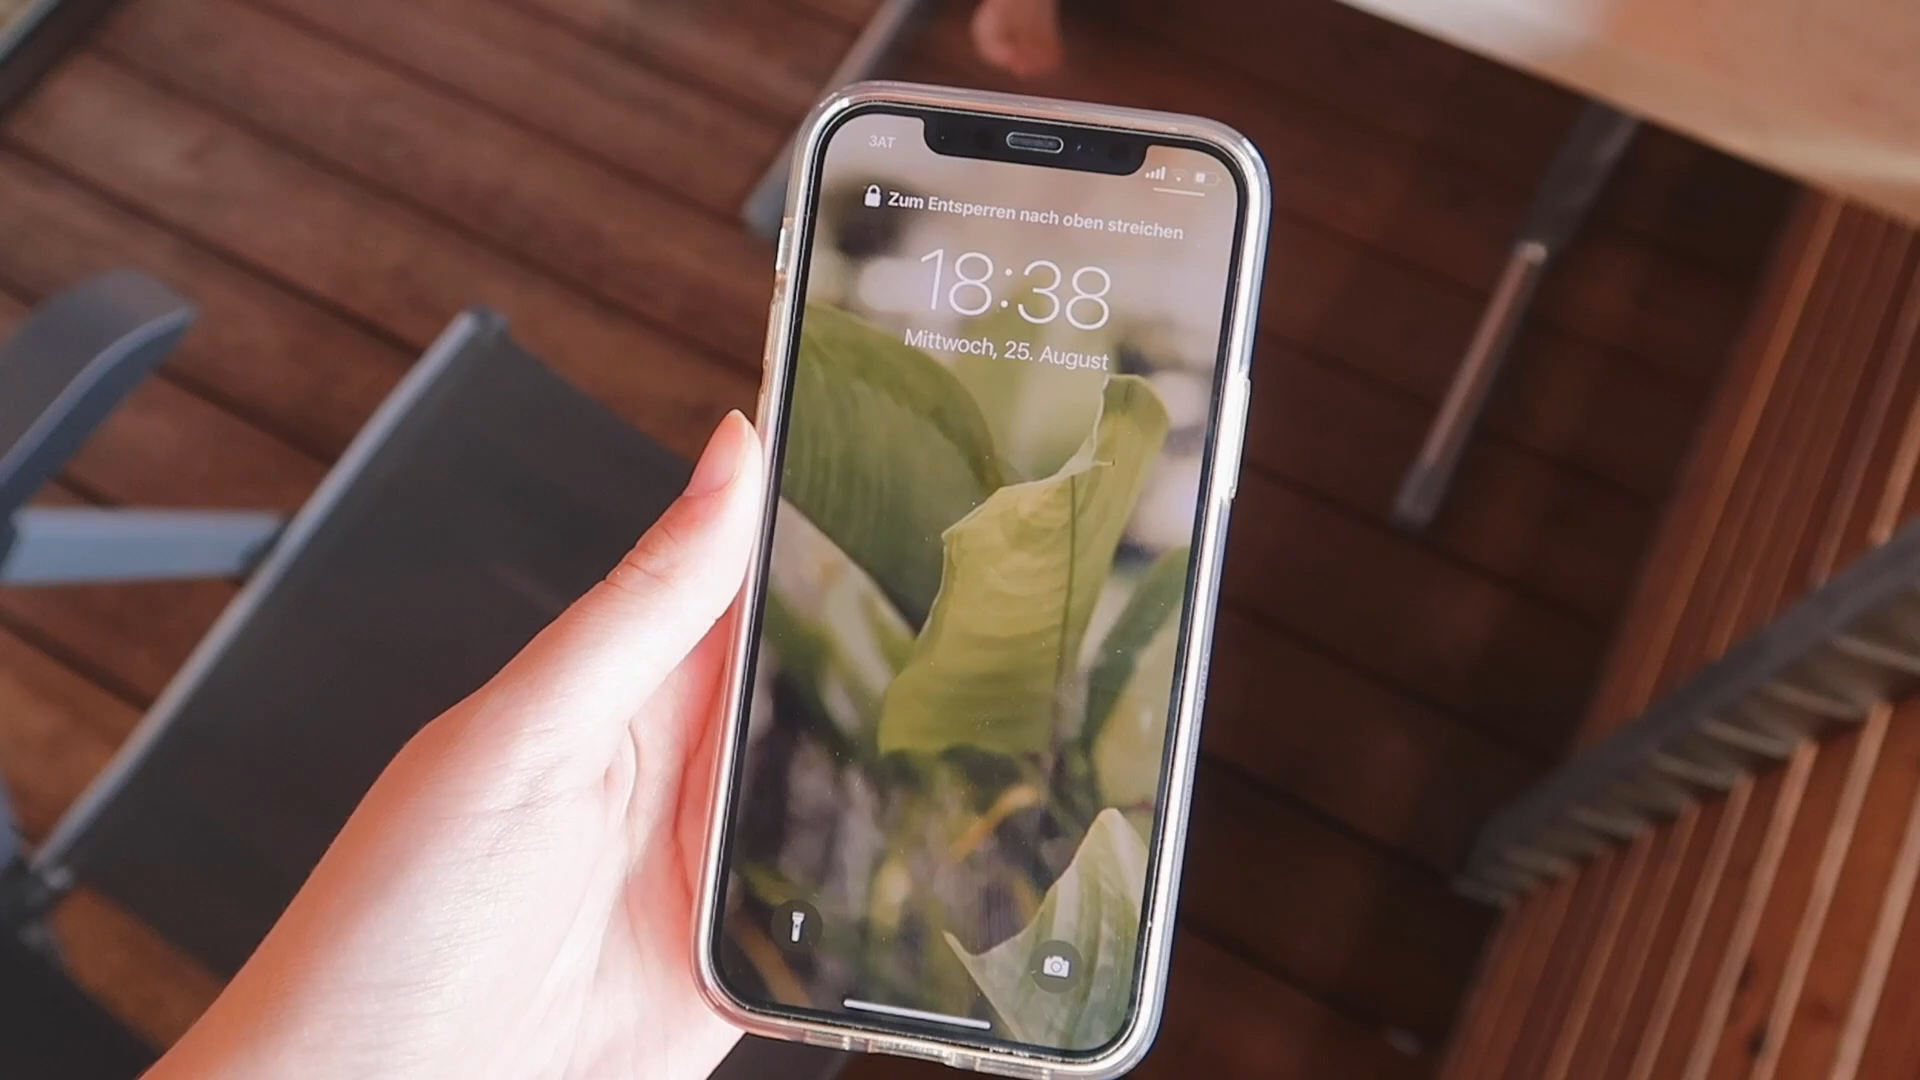 3AT
Zum Entsperren nach oben streichen
18:38
Mittwoch, 25. August